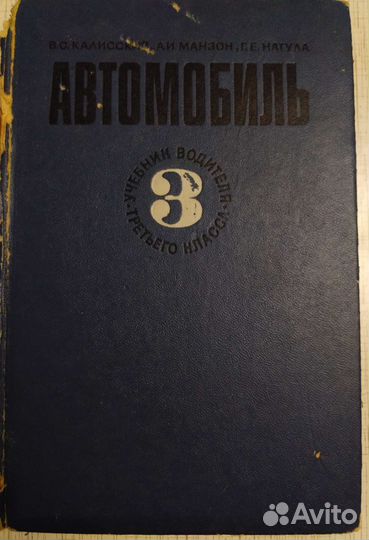 В.С. КАЛИССКИЙ, А.И. МАНЗОН, Г.Е. НАГУЛА
АВТОМОБИЛЬ
• УЧЕБНИК ВОДИТЕЛЯ •
3
ТРЕТЬЕГО КЛАССА
Avito